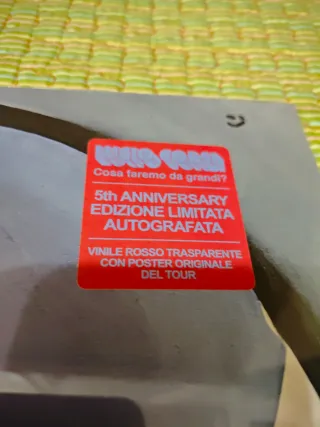 LUCIO CORSI
Cosa faremo da grandi?
5th ANNIVERSARY
EDIZIONE LIMITATA
AUTOGRAFATA
VINILE ROSSO TRASPARENTE
CON POSTER ORIGINALE
DEL TOUR